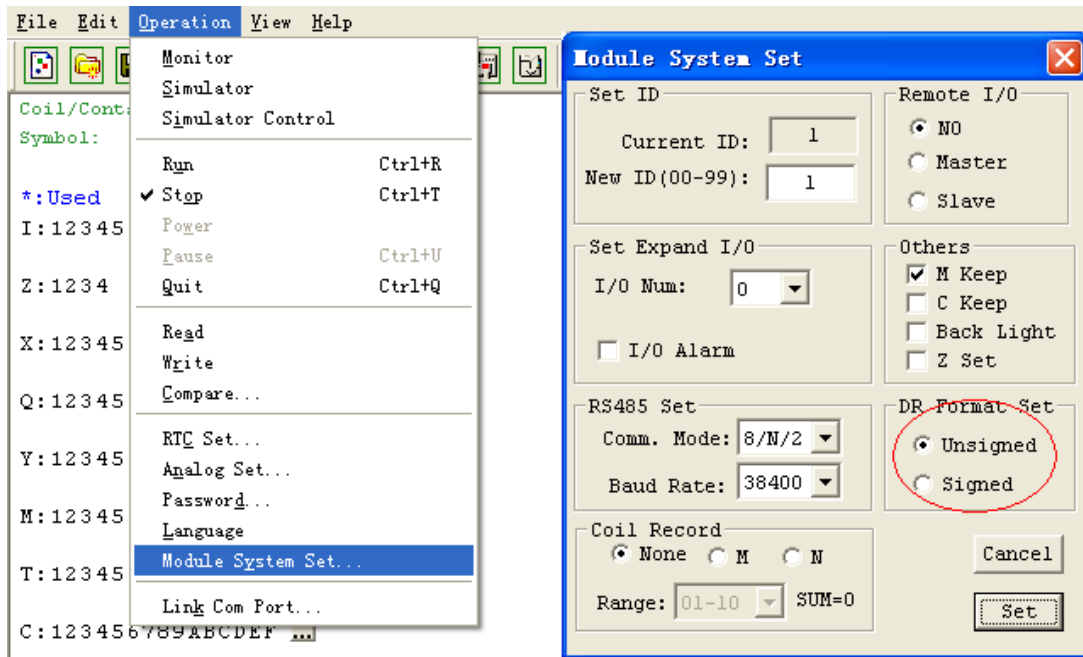 File Edit Operation View Help
Coil/Cont
Symbol:
*:Used
I:12345
Z:1234
X:12345
Q:12345
Y:12345
M:12345
T:12345
C:123456789ABCDEF ...
Monitor
Simulator
Simulator Control
Run Ctrl+R
Stop Ctrl+T
Power
Pause Ctrl+U
Quit Ctrl+Q
Read
Write
Compare...
RTC Set...
Analog Set...
Password...
Language
Module System Set...
Link Com Port...
Module System Set
Set ID
Current ID: 1
New ID(00-99): 1
Remote I/O
NO
Master
Slave
Set Expand I/O
I/O Num: 0
I/O Alarm
Others
M Keep
C Keep
Back Light
Z Set
RS485 Set
Comm. Mode: 8/N/2
Baud Rate: 38400
DR Format Set
Unsigned
Signed
Coil Record
None M N
Range: 01-10 SUM=0
Cancel
Set